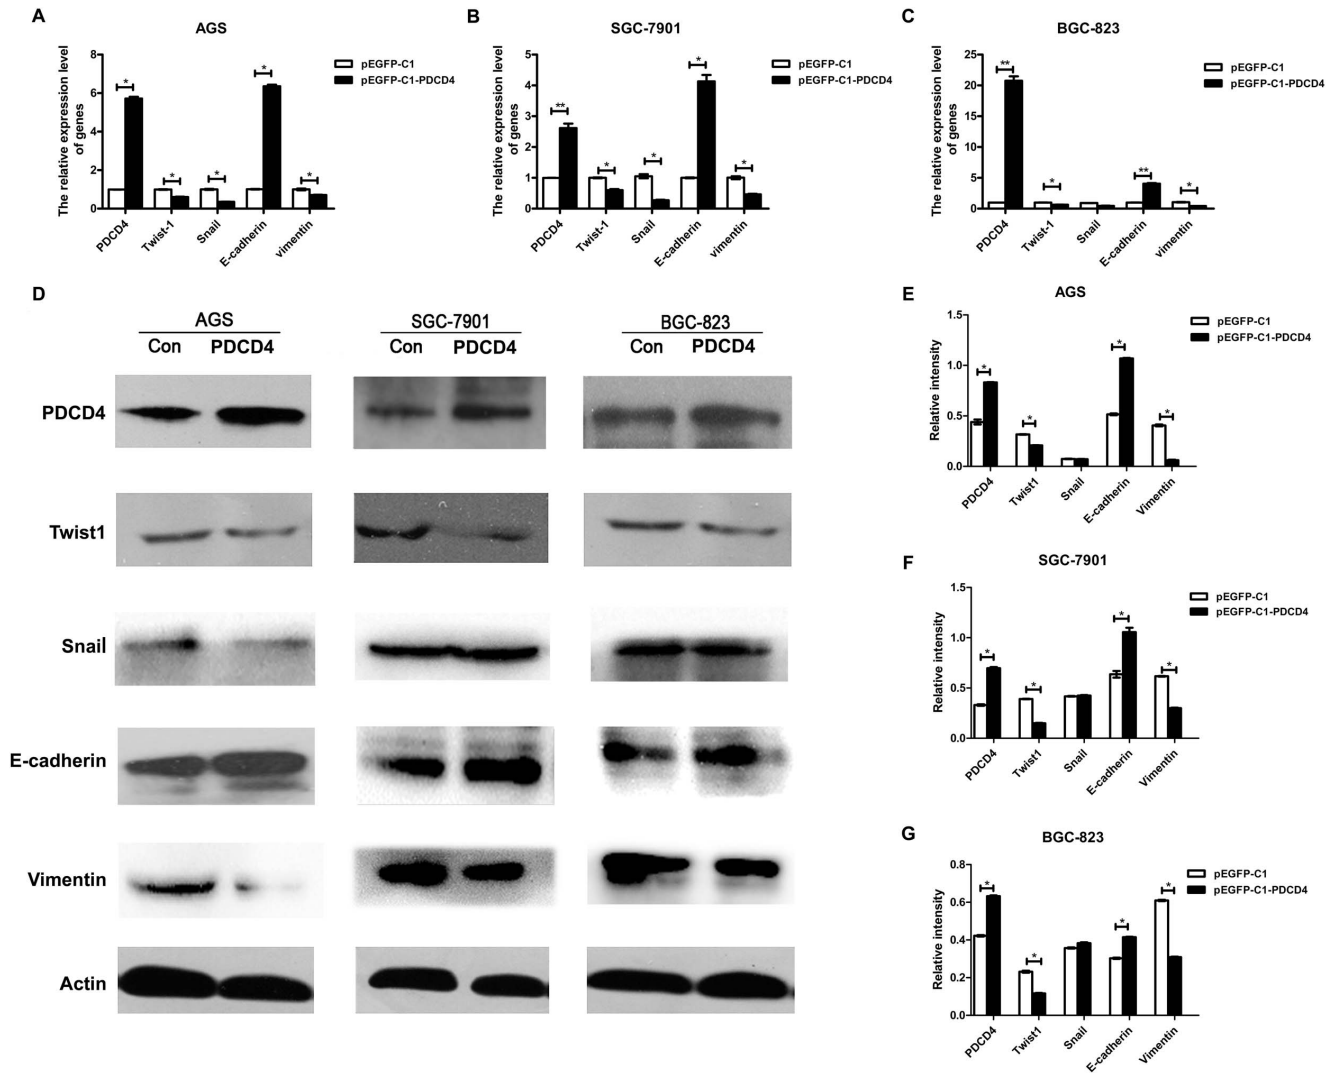 A
AGS
The relative expression level
of genes
8
6
4
2
0
* * * * *
PDCD4
Twist-1
Snail
E-cadherin
vimentin
pEGFP-C1
pEGFP-C1-PDCD4
B
SGC-7901
The relative expression level
of genes
5
4
3
2
1
0
** * * * *
PDCD4
Twist-1
Snail
E-cadherin
vimentin
pEGFP-C1
pEGFP-C1-PDCD4
C
BGC-823
The relative expression level
of genes
25
20
15
10
5
0
** * ** *
PDCD4
Twist-1
Snail
E-cadherin
vimentin
pEGFP-C1
pEGFP-C1-PDCD4
D
AGS SGC-7901 BGC-823
Con PDCD4 Con PDCD4 Con PDCD4
PDCD4
Twist1
Snail
E-cadherin
Vimentin
Actin
E
AGS
Relative intensity
1.5
1.0
0.5
0.0
* * * *
PDCD4
Twist1
Snail
E-cadherin
Vimentin
pEGFP-C1
pEGFP-C1-PDCD4
F
SGC-7901
Relative intensity
1.5
1.0
0.5
0.0
* * * *
PDCD4
Twist1
Snail
E-cadherin
Vimentin
pEGFP-C1
pEGFP-C1-PDCD4
G
BGC-823
Relative intensity
0.8
0.6
0.4
0.2
0.0
* * * *
PDCD4
Twist1
Snail
E-cadherin
Vimentin
pEGFP-C1
pEGFP-C1-PDCD4